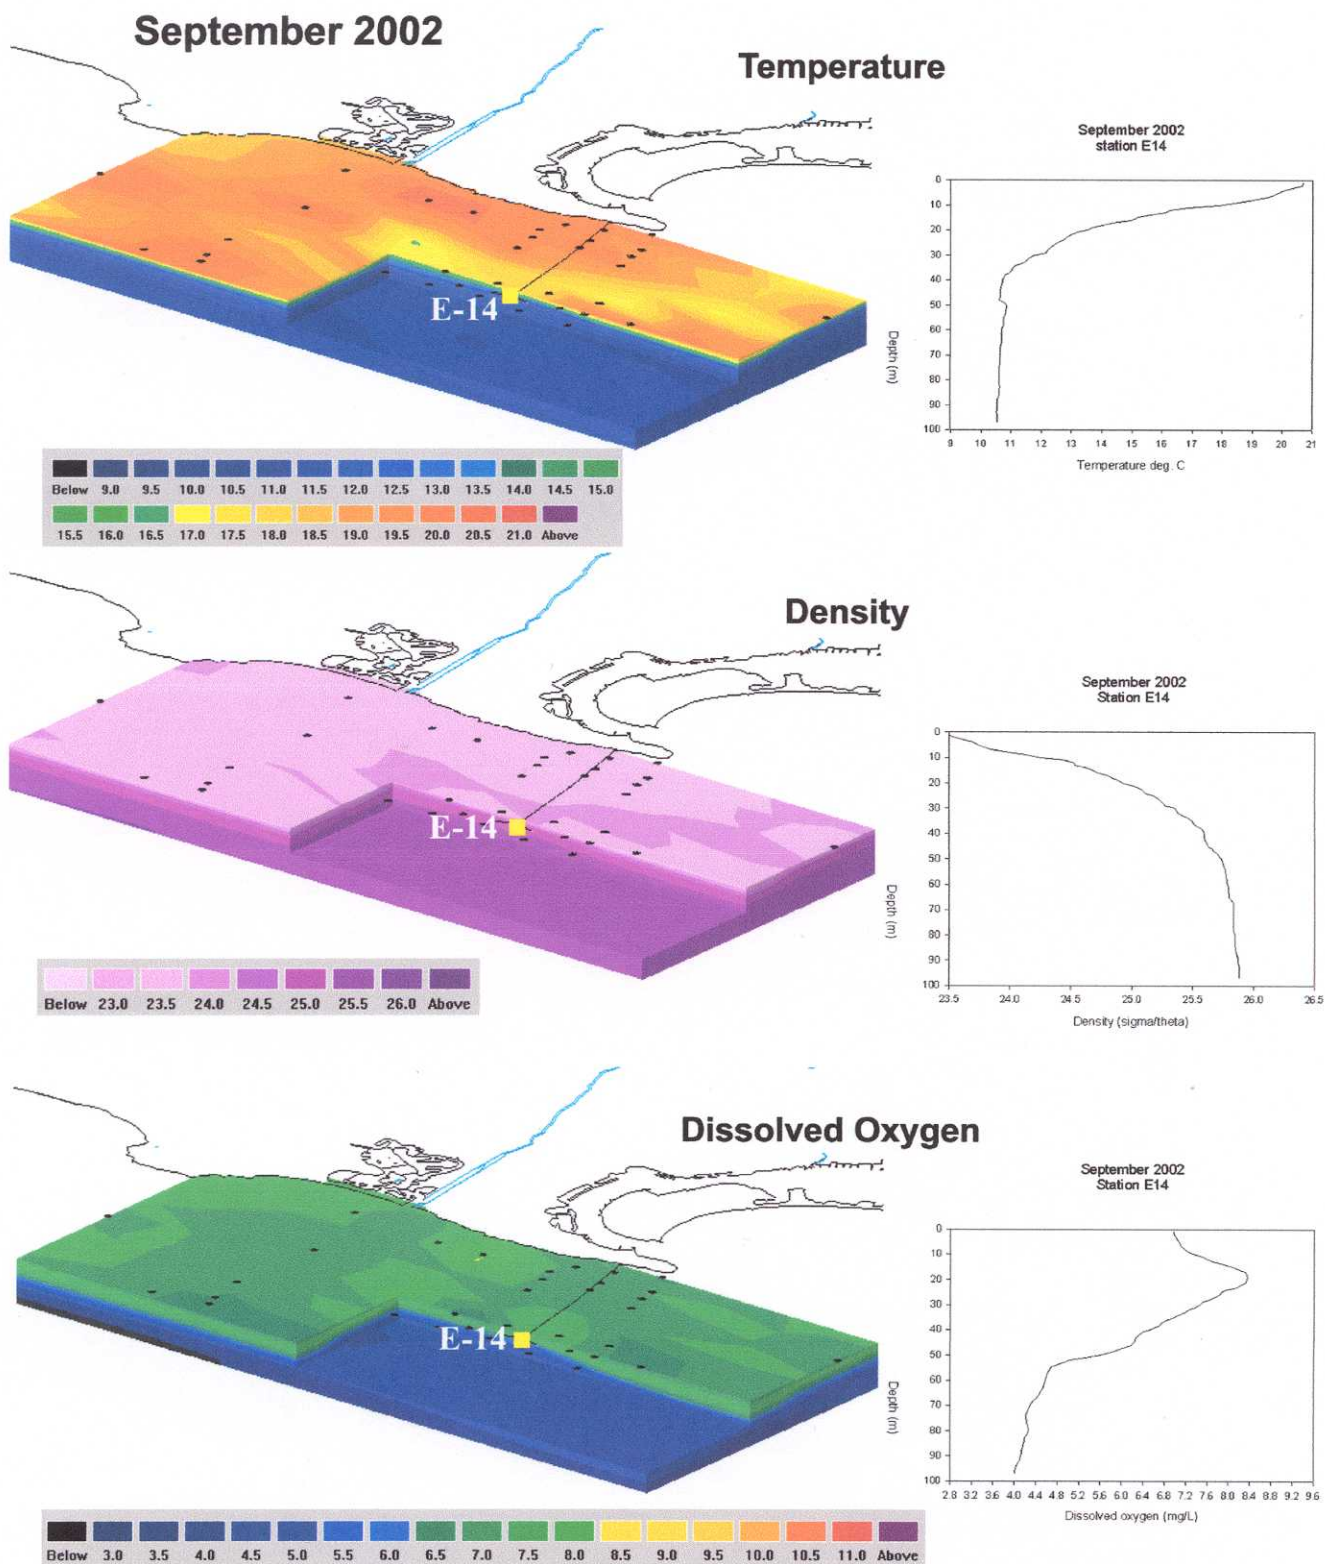 September 2002
Temperature
September 2002
station E14
0
10
20
30
40
50
60
70
80
90
100
Depth (m)
9 10 11 12 13 14 15 16 17 18 19 20 21
Temperature deg. C
E-14
Below 9.0 9.5 10.0 10.5 11.0 11.5 12.0 12.5 13.0 13.5 14.0 14.5 15.0
15.5 16.0 16.5 17.0 17.5 18.0 18.5 19.0 19.5 20.0 20.5 21.0 Above
Density
September 2002
Station E14
0
10
20
30
40
50
60
70
80
90
100
Depth (m)
23.5 24.0 24.5 25.0 25.5 26.0 26.5
Density (sigma/theta)
E-14
Below 23.0 23.5 24.0 24.5 25.0 25.5 26.0 Above
Dissolved Oxygen
September 2002
Station E14
0
10
20
30
40
50
60
70
80
90
100
Depth (m)
2.8 3.2 3.6 4.0 4.4 4.8 5.2 5.6 6.0 6.4 6.8 7.2 7.6 8.0 8.4 8.8 9.2 9.6
Dissolved oxygen (mg/L)
E-14
Below 3.0 3.5 4.0 4.5 5.0 5.5 6.0 6.5 7.0 7.5 8.0 8.5 9.0 9.5 10.0 10.5 11.0 Above